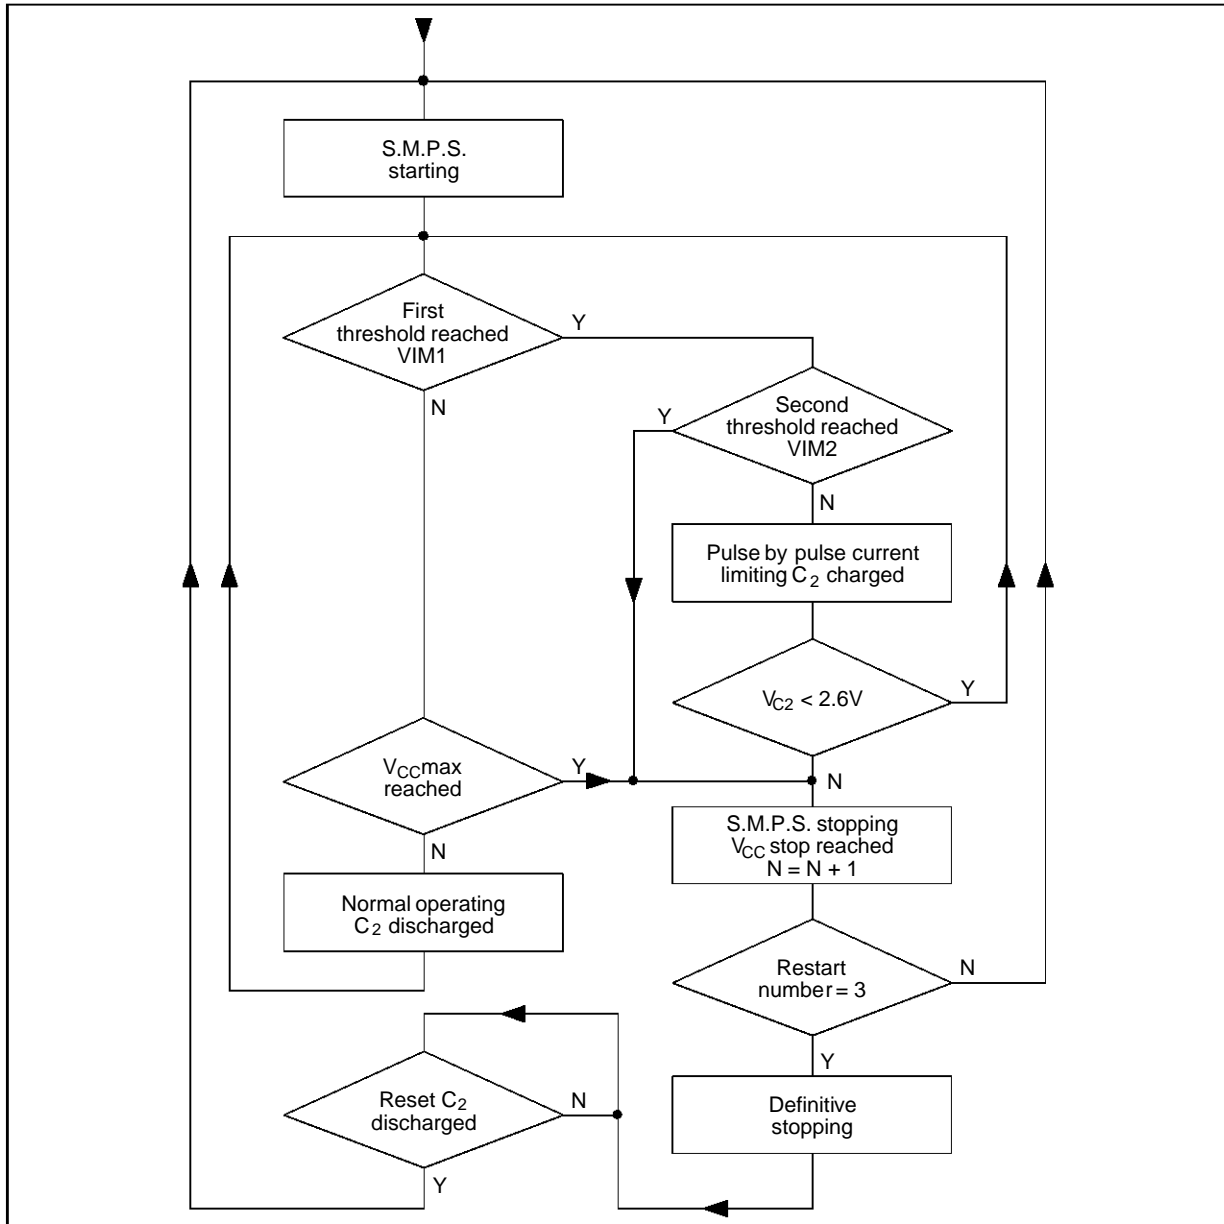 S.M.P.S.
starting
First
threshold reached
VIM1
Y
N
Second
threshold reached
VIM2
Y
N
Pulse by pulse current
limiting C2 charged
VC2 < 2.6V
Y
N
VCCmax
reached
Y
N
S.M.P.S. stopping
VCC stop reached
N = N + 1
Normal operating
C2 discharged
Restart
number = 3
N
Y
Reset C2
discharged
N
Y
Definitive
stopping